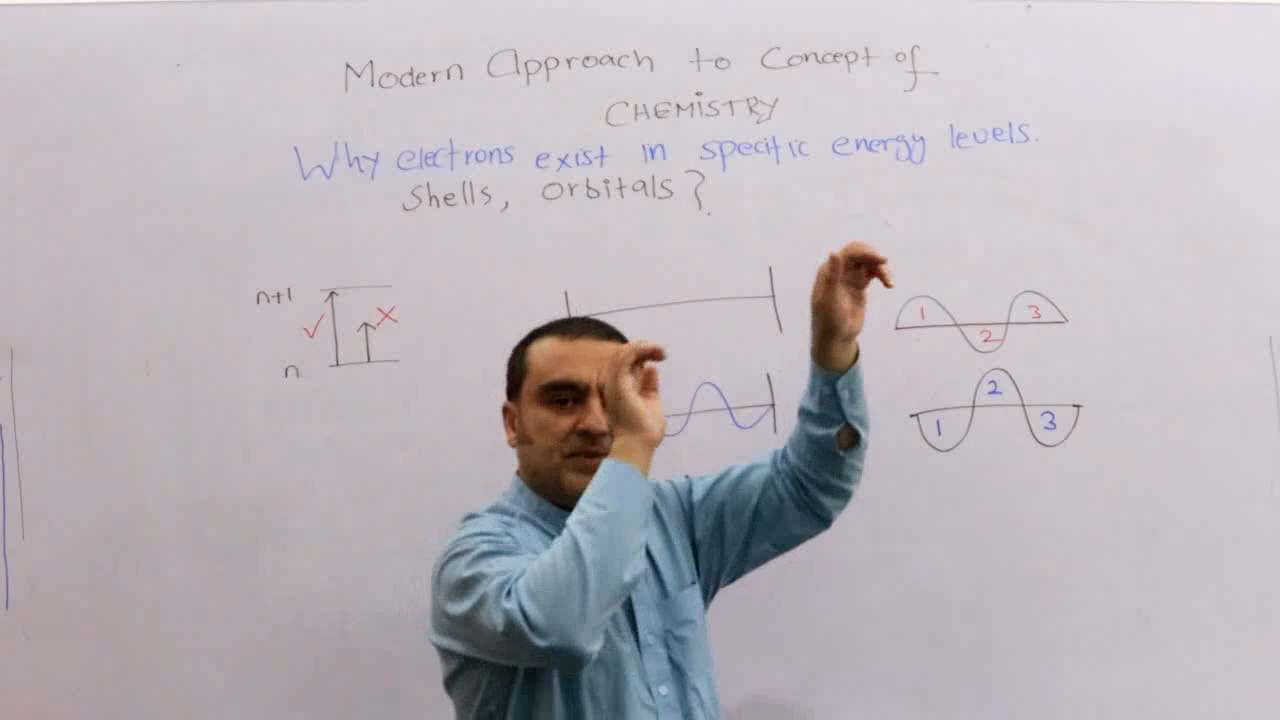 Modern Approach to Concept of
CHEMiSTRY
Why electrons exist in specific energy levels.
Shells, orbitals?
n+1
n
✓
X
1
2
3
1
2
3